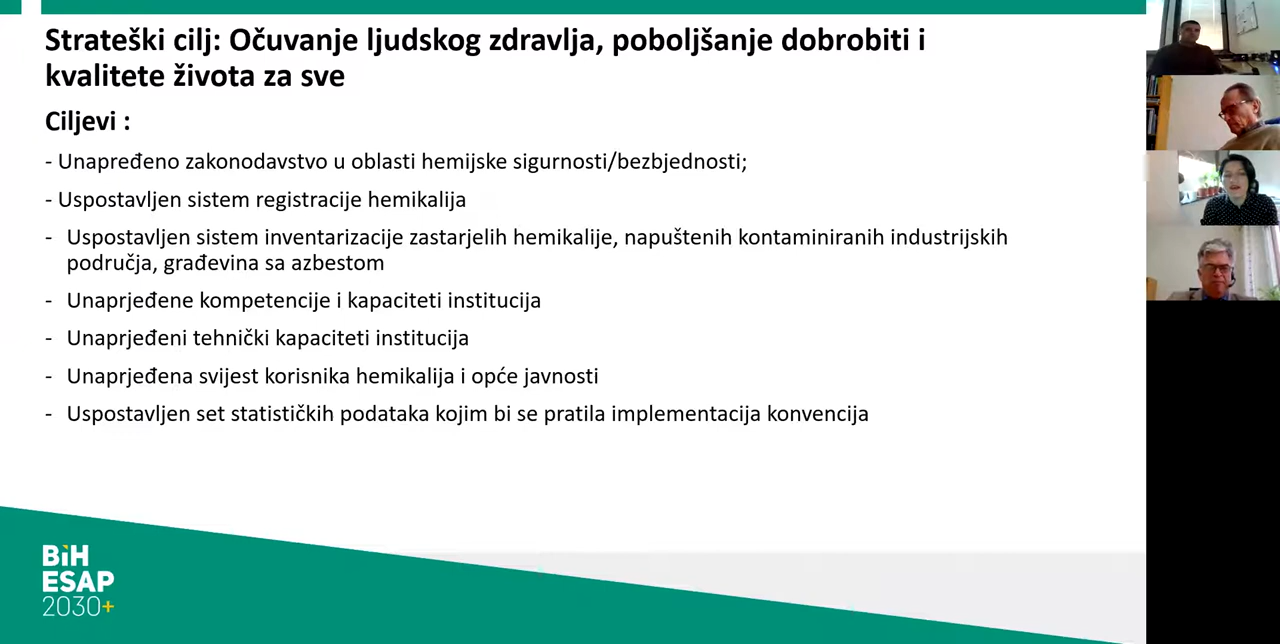 Strateški cilj: Očuvanje ljudskog zdravlja, poboljšanje dobrobiti i
kvalitete života za sve
Ciljevi :
- Unapređeno zakonodavstvo u oblasti hemijske sigurnosti/bezbjednosti;
- Uspostavljen sistem registracije hemikalija
- Uspostavljen sistem inventarizacije zastarjelih hemikalije, napuštenih kontaminiranih industrijskih
područja, građevina sa azbestom
- Unaprjeđene kompetencije i kapaciteti institucija
- Unaprjeđeni tehnički kapaciteti institucija
- Unaprjeđena svijest korisnika hemikalija i opće javnosti
- Uspostavljen set statističkih podataka kojim bi se pratila implementacija konvencija
BiH
ESAP
2030+